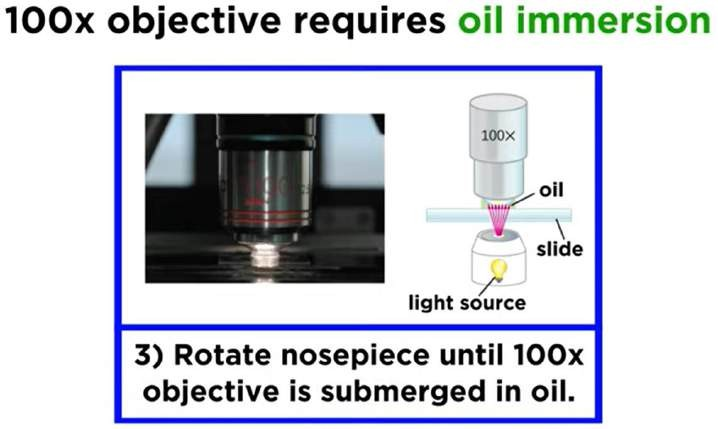 100x objective requires oil immersion
100X
oil
slide
light source
3) Rotate nosepiece until 100x
objective is submerged in oil.